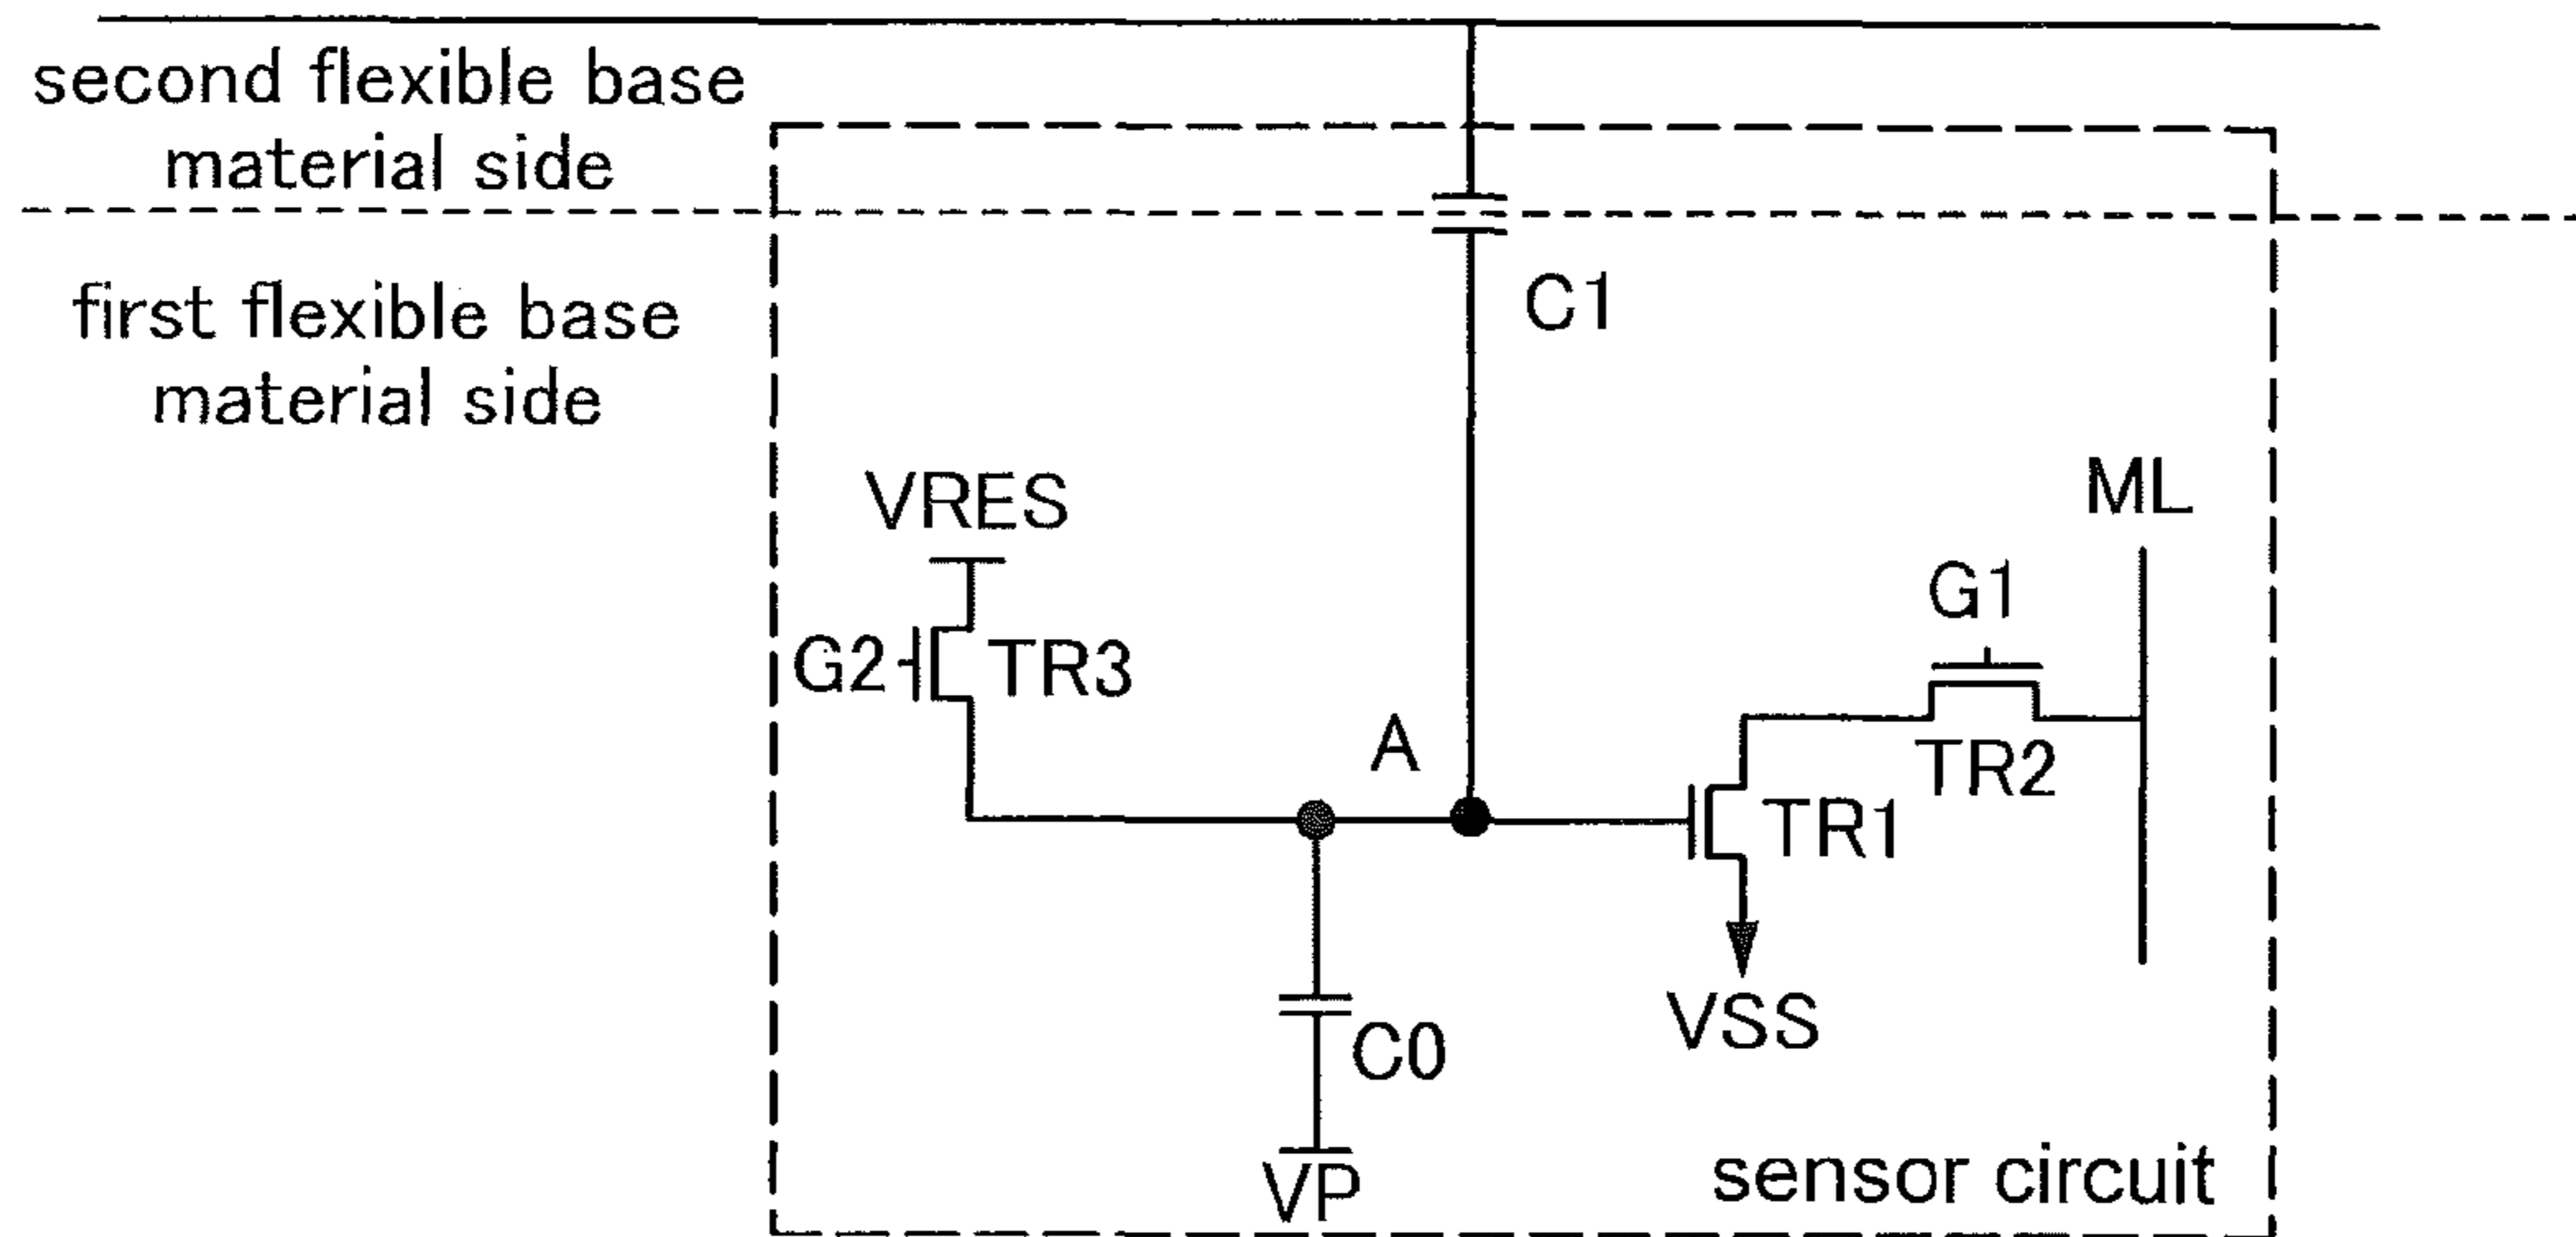 second flexible base
material side
first flexible base
material side
C1
VRES
ML
G1
G2
TR3
A
TR2
TR1
C0
VSS
VP
sensor circuit